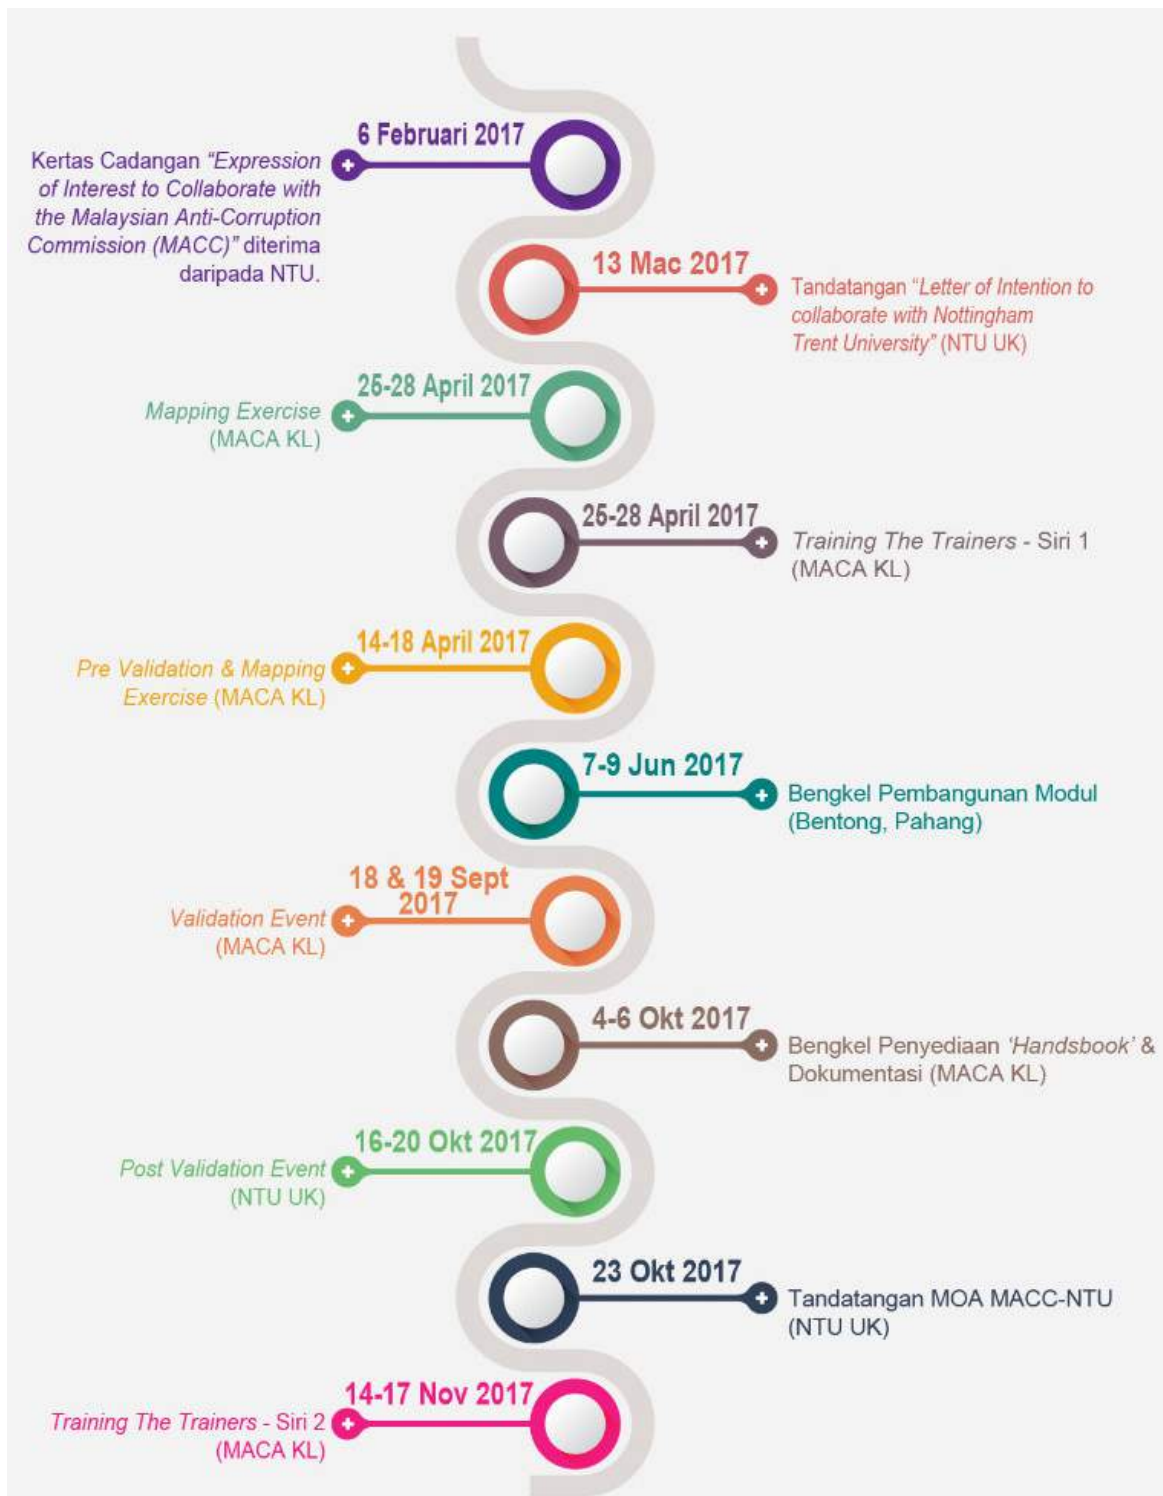 6 Februari 2017
Kertas Cadangan "Expression
of Interest to Collaborate with
the Malaysian Anti-Corruption
Commission (MACC)" diterima
daripada NTU.
13 Mac 2017
Tandatangan "Letter of Intention to
collaborate with Nottingham
Trent University" (NTU UK)
25-28 April 2017
Mapping Exercise
(MACA KL)
25-28 April 2017
Training The Trainers - Siri 1
(MACA KL)
14-18 April 2017
Pre Validation & Mapping
Exercise (MACA KL)
7-9 Jun 2017
Bengkel Pembangunan Modul
(Bentong, Pahang)
18 & 19 Sept
2017
Validation Event
(MACA KL)
4-6 Okt 2017
Bengkel Penyediaan 'Handsbook' &
Dokumentasi (MACA KL)
16-20 Okt 2017
Post Validation Event
(NTU UK)
23 Okt 2017
Tandatangan MOA MACC-NTU
(NTU UK)
14-17 Nov 2017
Training The Trainers - Siri 2
(MACA KL)